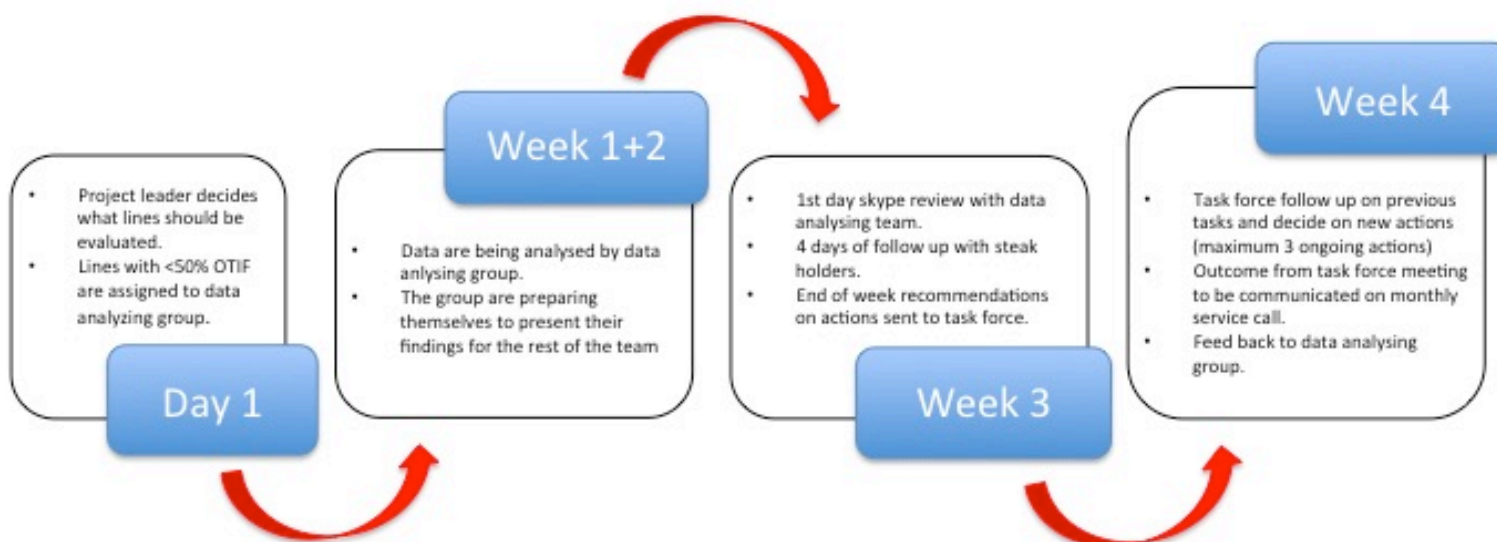 • Project leader decides
what lines should be
evaluated.
• Lines with <50% OTIF
are assigned to data
analyzing group.
Day 1
Week 1+2
• Data are being analysed by data
anlysing group.
• The group are preparing
themselves to present their
findings for the rest of the team
• 1st day skype review with data
analysing team.
• 4 days of follow up with steak
holders.
• End of week recommendations
on actions sent to task force.
Week 3
Week 4
• Task force follow up on previous
tasks and decide on new actions
(maximum 3 ongoing actions)
• Outcome from task force meeting
to be communicated on monthly
service call.
• Feed back to data analysing
group.